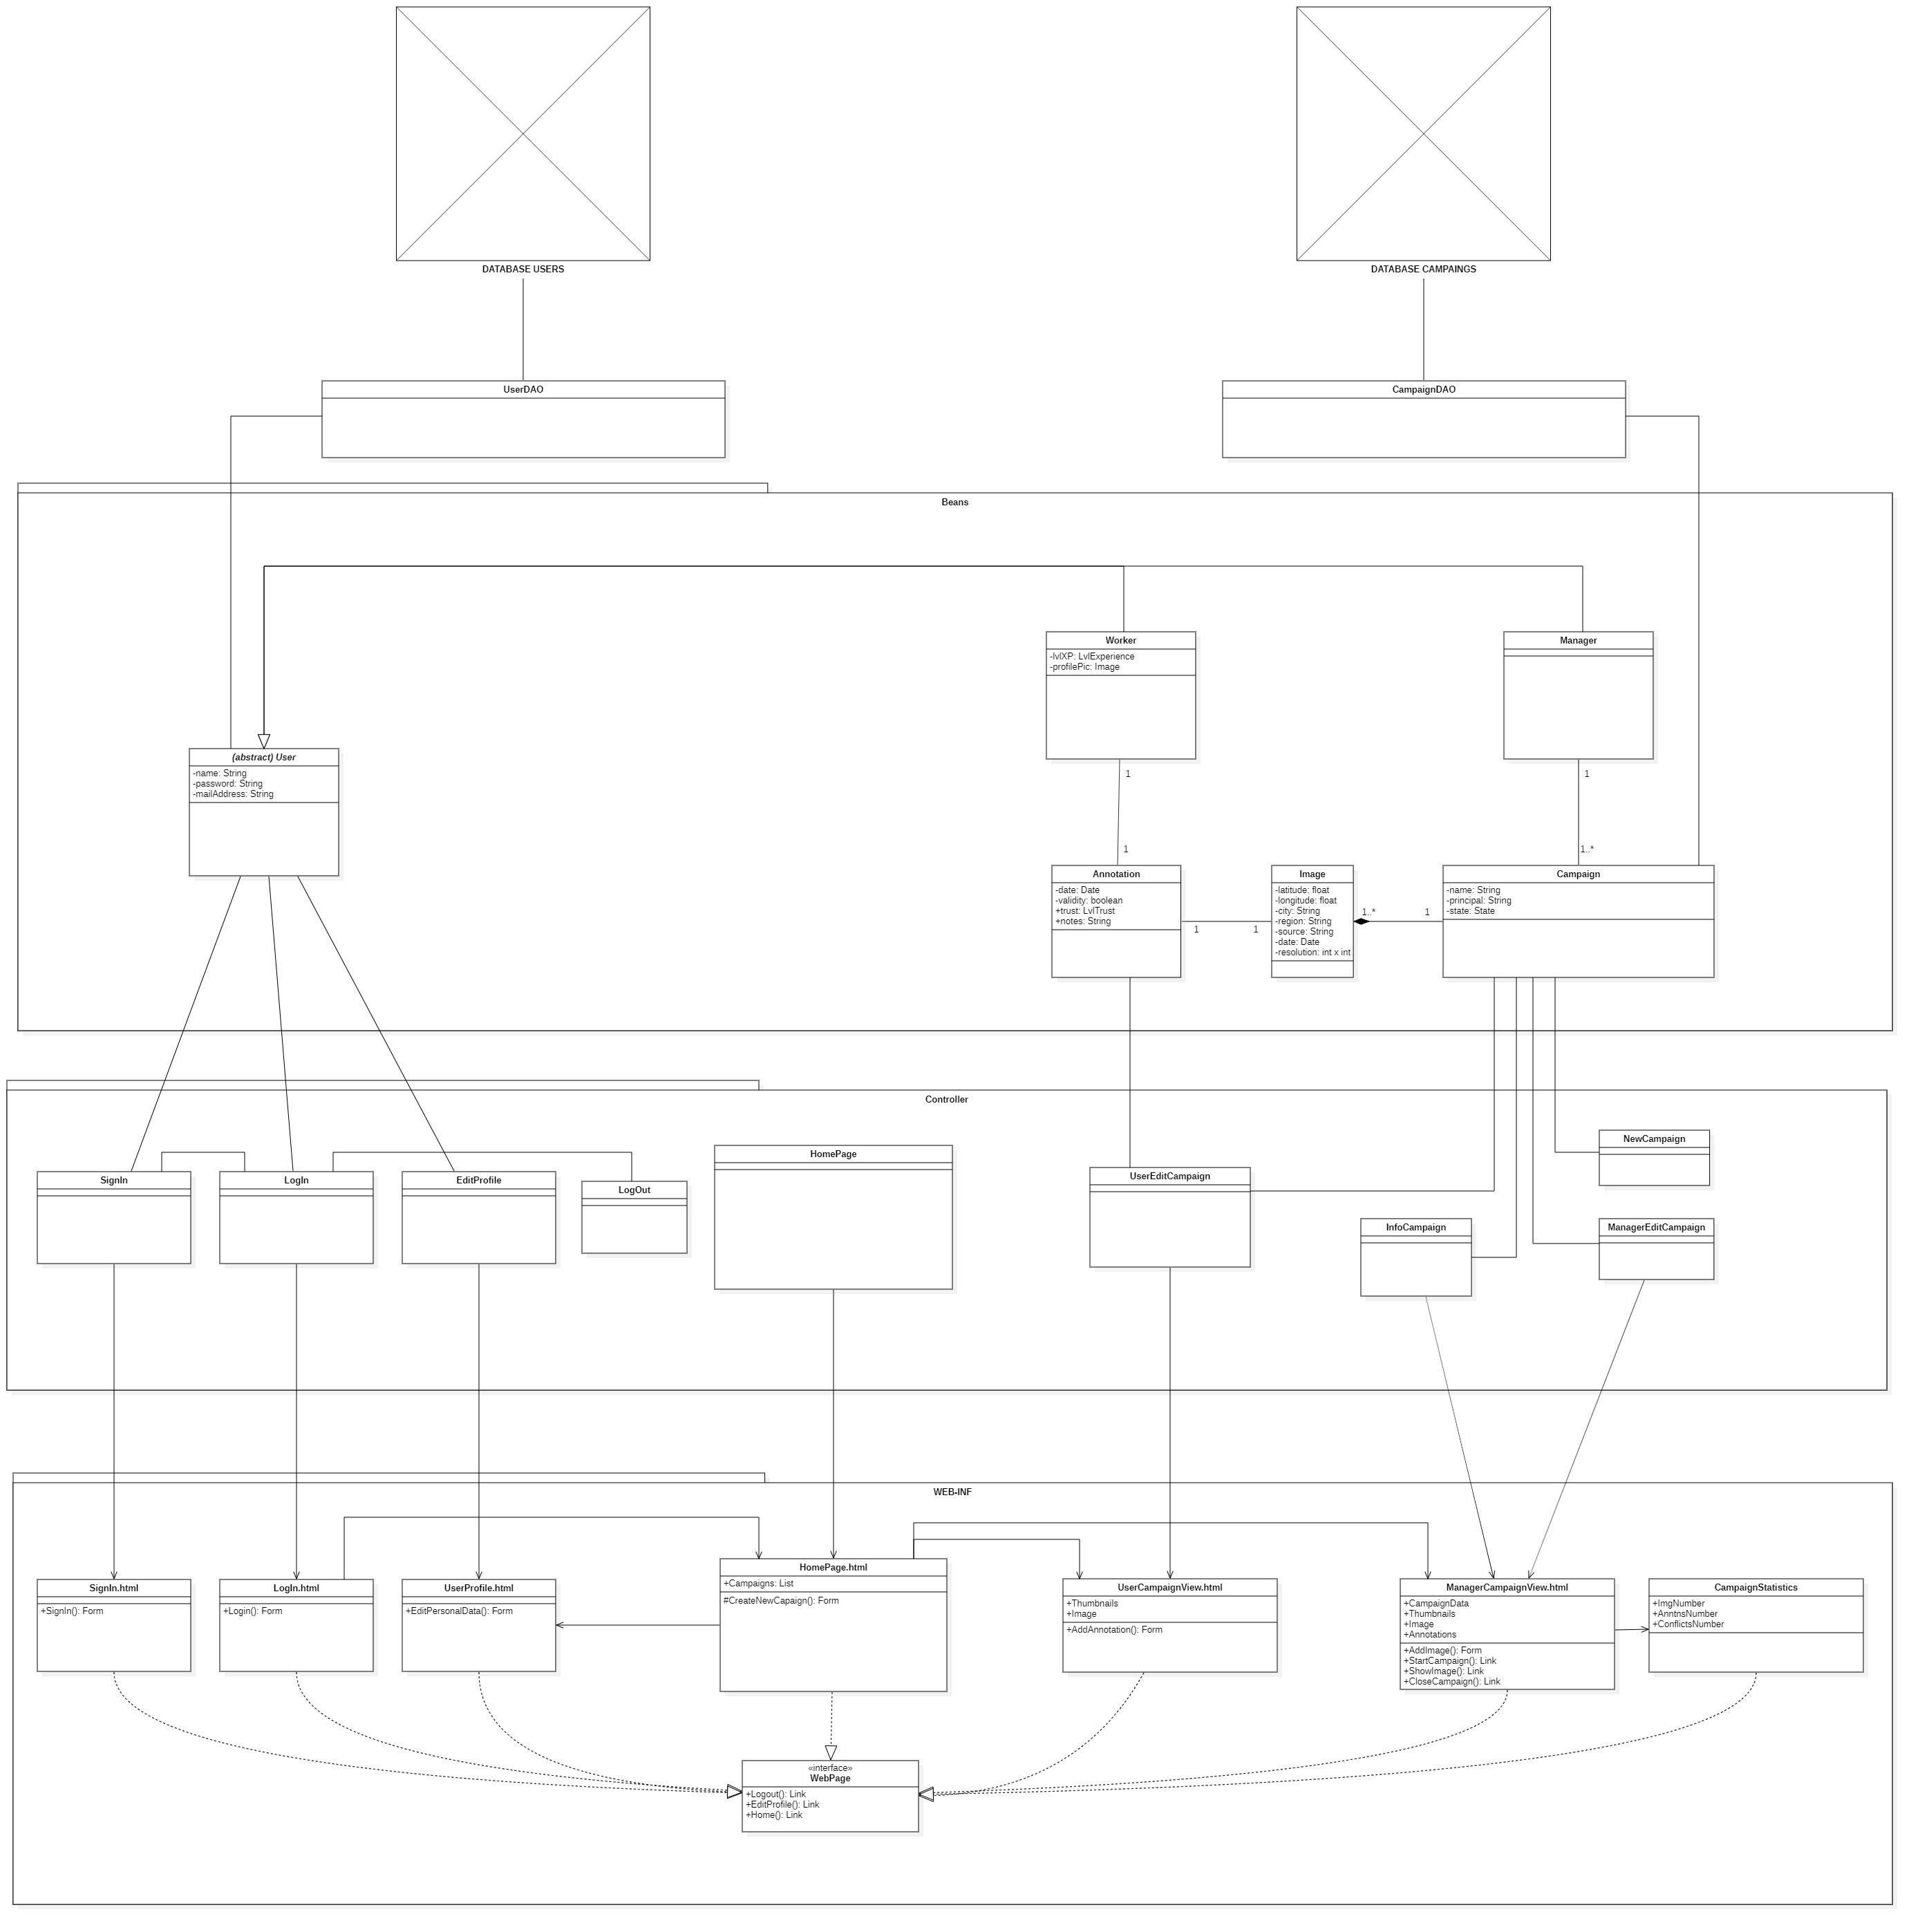 DATABASE USERS
DATABASE CAMPAINGS
UserDAO
CampaignDAO
Beans
Worker
-lvlXP: LvlExperience
-profilePic: Image
Manager
(abstract) User
-name: String
-password: String
-mailAddress: String
1
1
1
1..*
Annotation
-date: Date
-validity: boolean
+trust: LvlTrust
+notes: String
1
1
Image
-latitude: float
-longitude: float
-city: String
-region: String
-source: String
-date: Date
-resolution: int x int
1..*
1
Campaign
-name: String
-principal: String
-state: State
Controller
SignIn
LogIn
EditProfile
LogOut
HomePage
UserEditCampaign
NewCampaign
InfoCampaign
ManagerEditCampaign
WEB-INF
SignIn.html
+SignIn(): Form
LogIn.html
+Login(): Form
UserProfile.html
+EditPersonalData(): Form
HomePage.html
+Campaigns: List
#CreateNewCapaign(): Form
UserCampaignView.html
+Thumbnails
+Image
+AddAnnotation(): Form
ManagerCampaignView.html
+CampaignData
+Thumbnails
+Image
+Annotations
+AddImage(): Form
+StartCampaign(): Link
+ShowImage(): Link
+CloseCampaign(): Link
CampaignStatistics
+ImgNumber
+AnntnsNumber
+ConflictsNumber
«interface»
WebPage
+Logout(): Link
+EditProfile(): Link
+Home(): Link